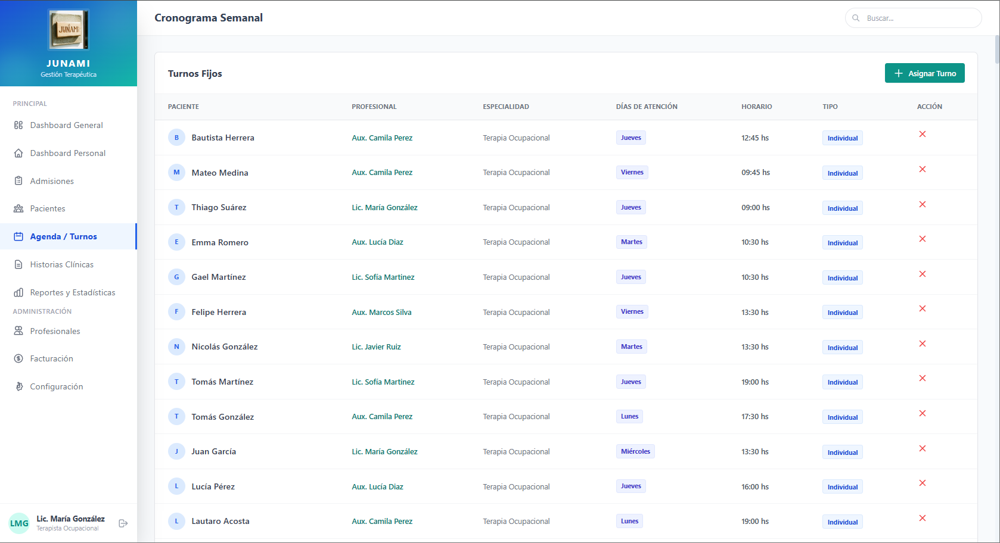 JUNAMI
JUNAMI
Gestión Terapéutica
PRINCIPAL
Dashboard General
Dashboard Personal
Admisiones
Pacientes
Agenda / Turnos
Historias Clínicas
Reportes y Estadísticas
ADMINISTRACIÓN
Profesionales
Facturación
Configuración
LMG
Lic. María González
Terapista Ocupacional
Cronograma Semanal
Buscar...
Turnos Fijos
Asignar Turno
PACIENTE PROFESIONAL ESPECIALIDAD DÍAS DE ATENCIÓN HORARIO TIPO ACCIÓN
B Bautista Herrera Aux. Camila Perez Terapia Ocupacional Jueves 12:45 hs Individual
M Mateo Medina Aux. Camila Perez Terapia Ocupacional Viernes 09:45 hs Individual
T Thiago Suárez Lic. María González Terapia Ocupacional Jueves 09:00 hs Individual
E Emma Romero Aux. Lucía Diaz Terapia Ocupacional Martes 10:30 hs Individual
G Gael Martínez Lic. Sofía Martinez Terapia Ocupacional Jueves 10:30 hs Individual
F Felipe Herrera Aux. Marcos Silva Terapia Ocupacional Viernes 13:30 hs Individual
N Nicolás González Lic. Javier Ruiz Terapia Ocupacional Martes 13:30 hs Individual
T Tomás Martínez Lic. Sofía Martinez Terapia Ocupacional Jueves 19:00 hs Individual
T Tomás González Aux. Camila Perez Terapia Ocupacional Lunes 17:30 hs Individual
J Juan García Lic. María González Terapia Ocupacional Miércoles 13:30 hs Individual
L Lucía Pérez Aux. Lucía Diaz Terapia Ocupacional Jueves 16:00 hs Individual
L Lautaro Acosta Aux. Camila Perez Terapia Ocupacional Lunes 19:00 hs Individual